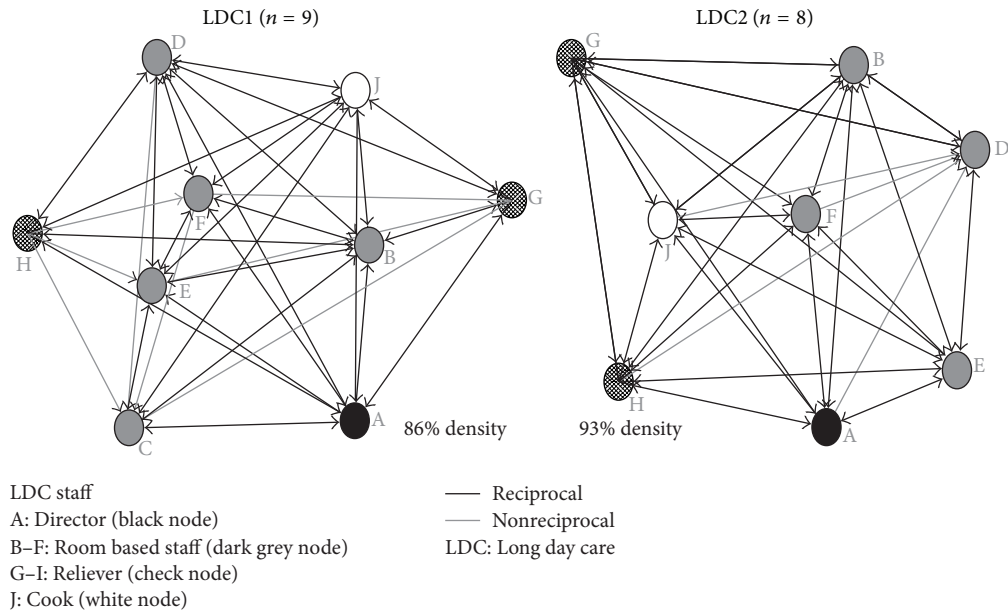 LDC1 (n = 9)
LDC2 (n = 8)
D
J
F
G
H
B
E
C
A
86% density
G
B
D
F
J
E
H
A
93% density
LDC staff
A: Director (black node)
B–F: Room based staff (dark grey node)
G–I: Reliever (check node)
J: Cook (white node)
Reciprocal
Nonreciprocal
LDC: Long day care